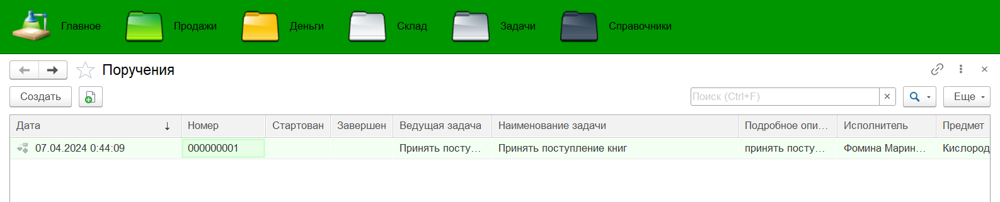 Главное Продажи Деньги Склад Задачи Справочники
Поручения
Создать Поиск (Ctrl+F) Еще
Дата Номер Стартован Завершен Ведущая задача Наименование задачи Подробное опи... Исполнитель Предмет
07.04.2024 0:44:09 000000001 Принять посту... Принять поступление книг принять посту... Фомина Марин... Кислород